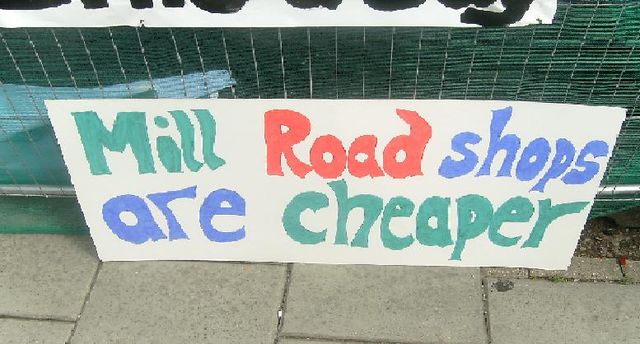 Mill Road shops
are cheaper